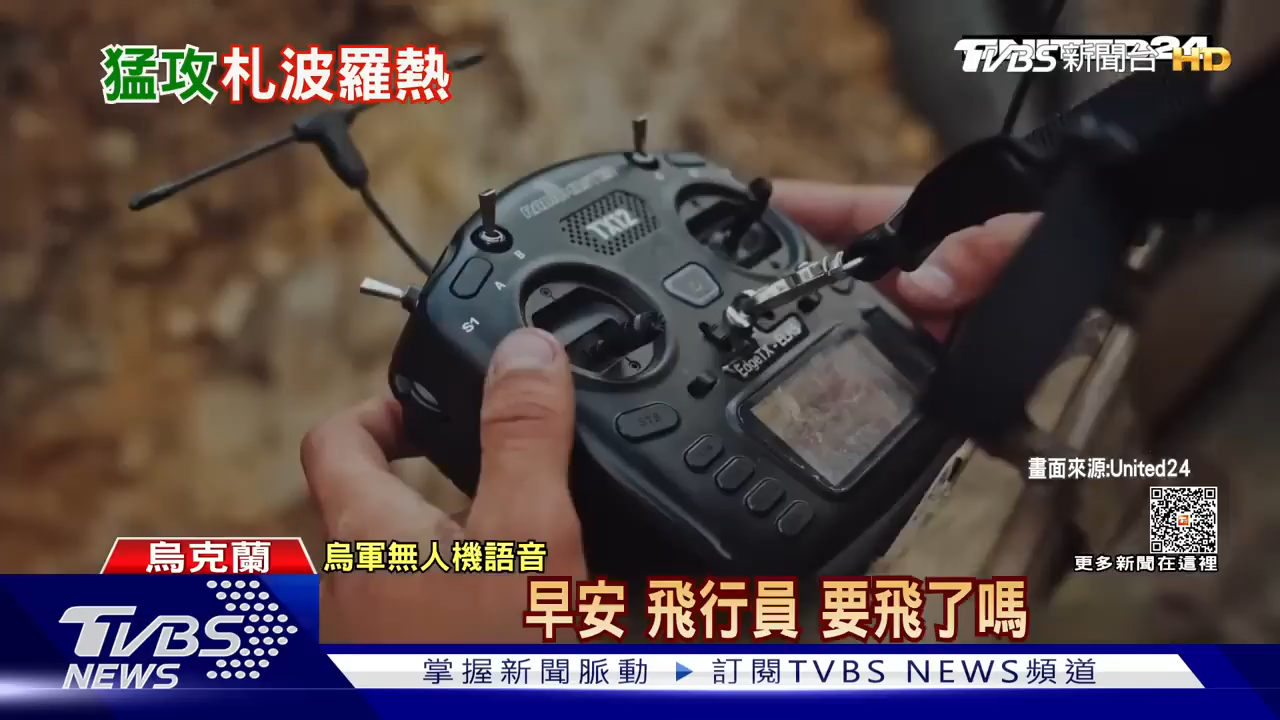 猛攻札波羅熱
TVBS新聞台HD
TX12
B
A
S1
EdgeTX
SYS
畫面來源:United24
更多新聞在這裡
烏克蘭
烏軍無人機語音
早安 飛行員 要飛了嗎
TVBS
NEWS
掌握新聞脈動 ▶ 訂閱TVBS NEWS頻道